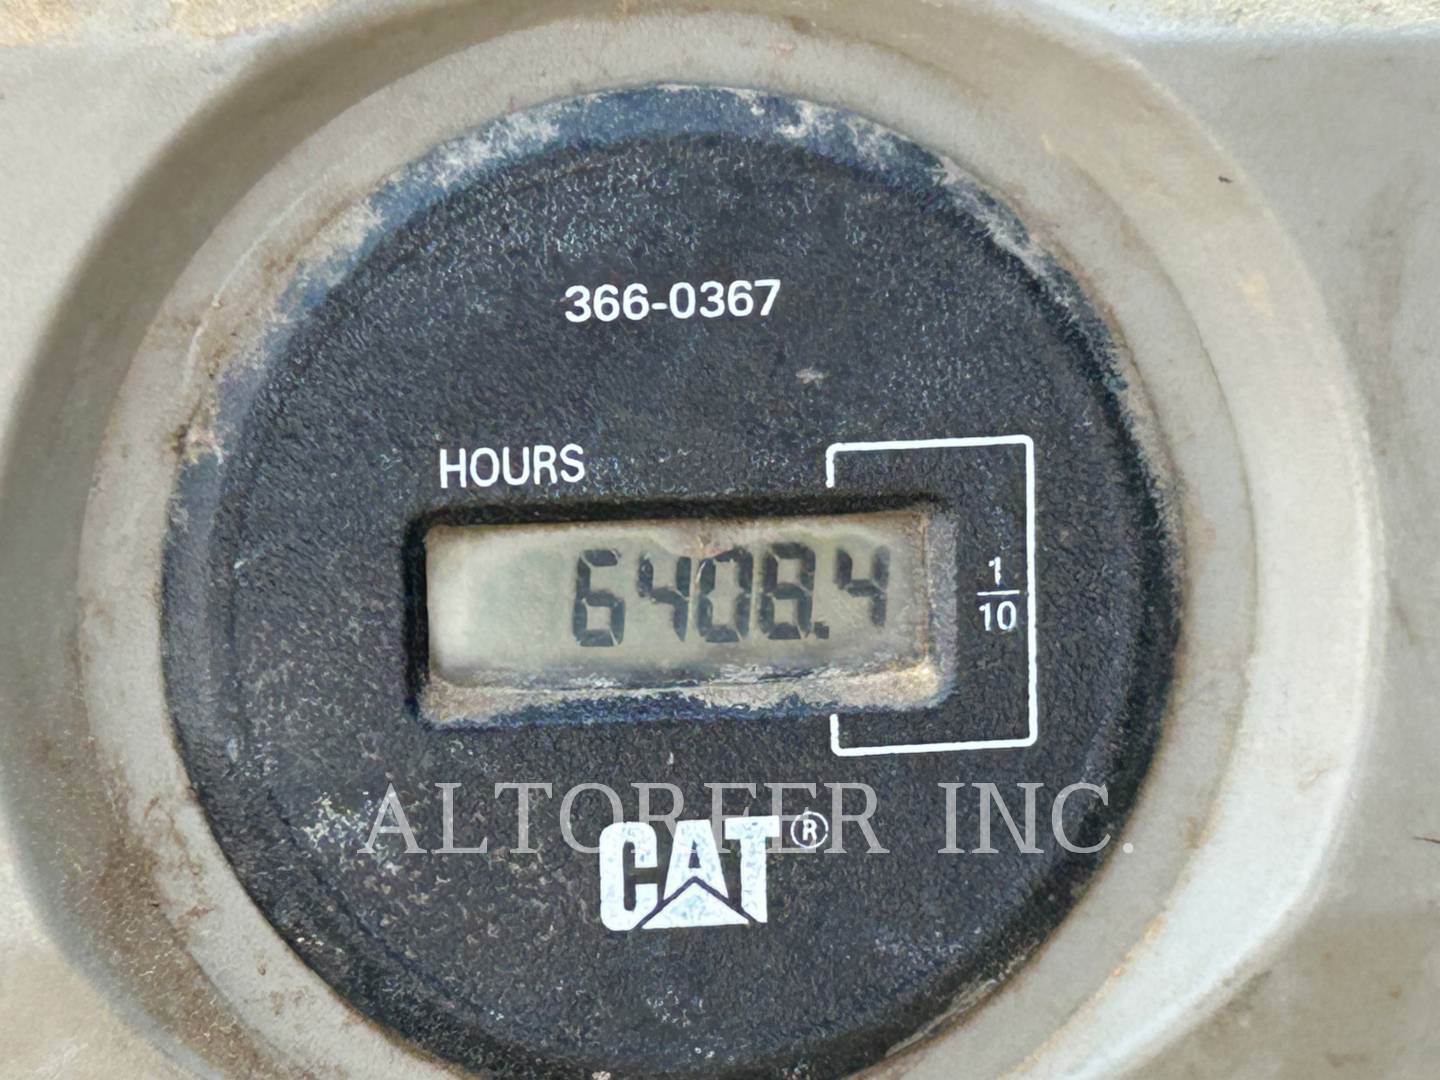 366-0367
HOURS
6408.4
1
10
ALTORFER INC.
CAT®